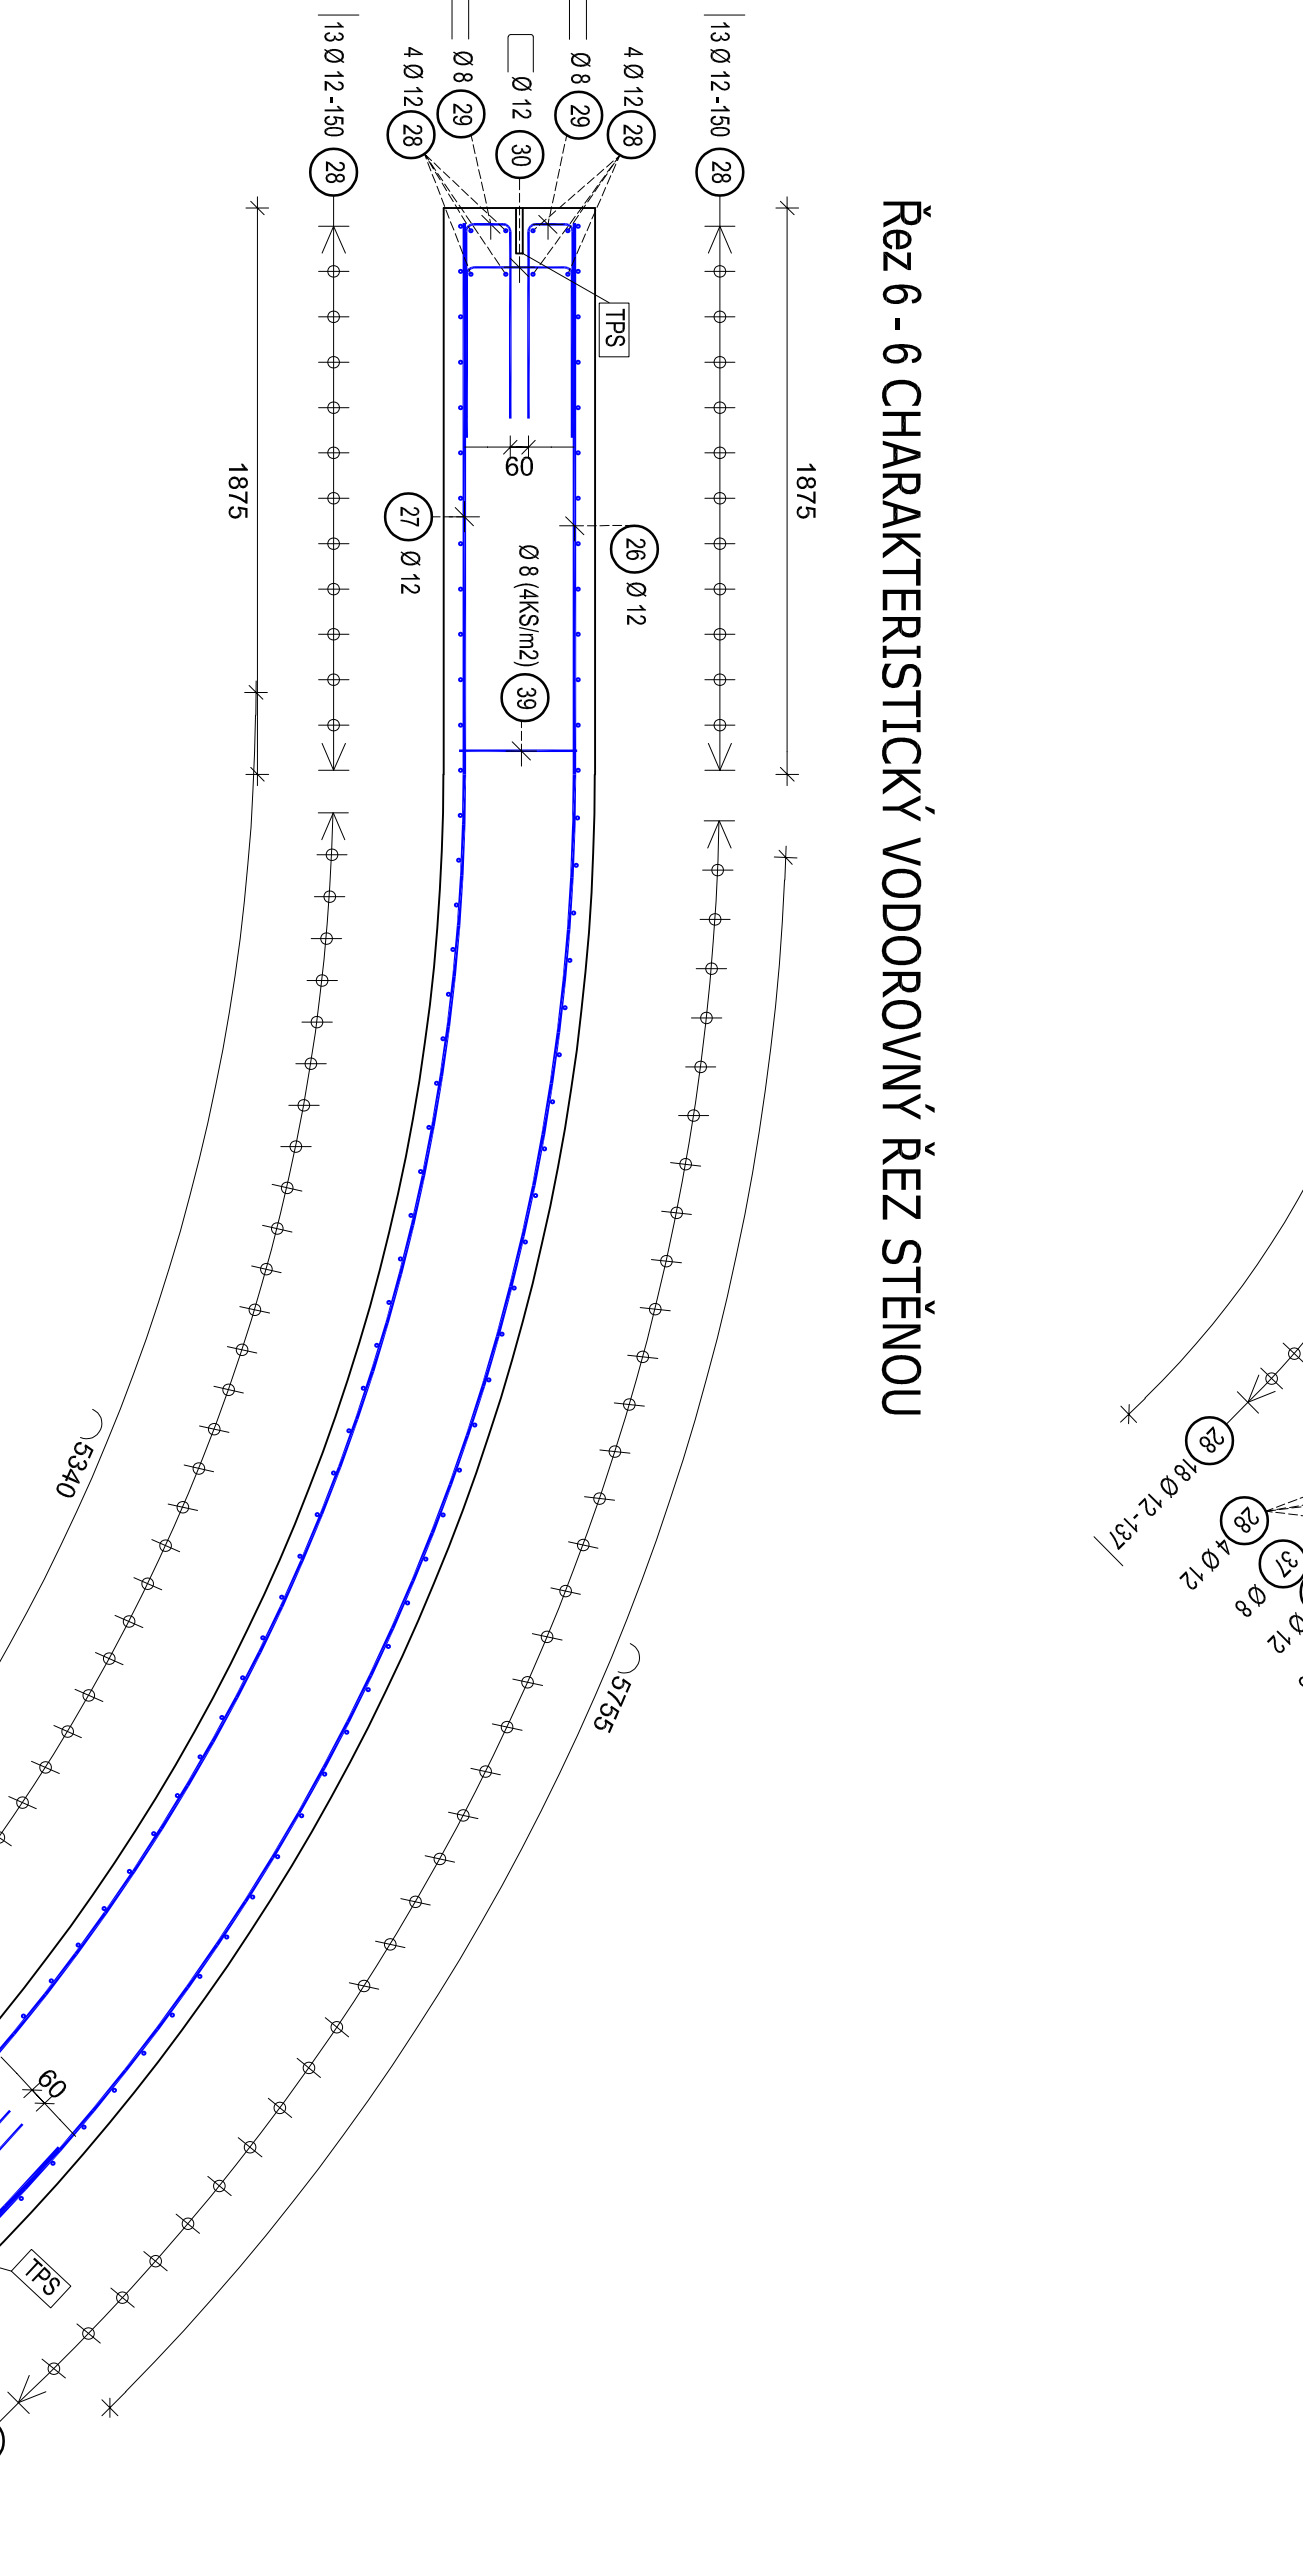 Řez 6 - 6 CHARAKTERISTICKÝ VODOROVNÝ ŘEZ STĚNOU
13 Ø 12 -150 28
1875
5755
4 Ø 12 28
Ø 8 29
Ø 12 30
Ø 8 29
4 Ø 12 28
13 Ø 12 -150 28
TPS
60
26 Ø 12
Ø 8 (4KS/m2) 39
27 Ø 12
1875
5340
60
TPS
28 18 Ø 12 -137
28 4 Ø 12
37 Ø 8
Ø 12